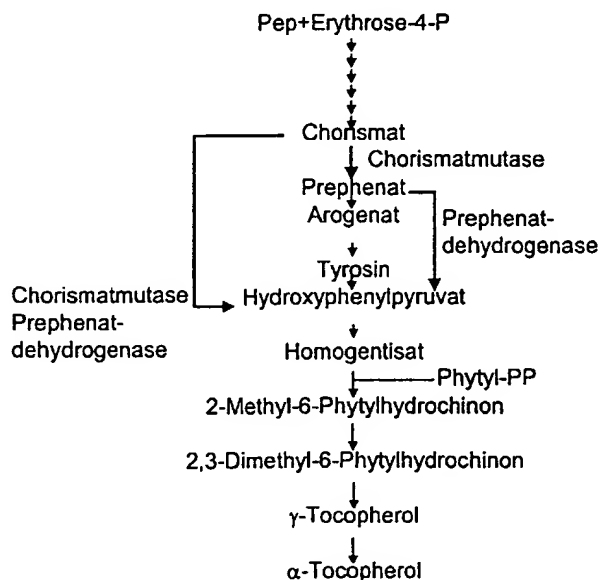 Pep+Erythrose-4-P
Chorismat
Chorismatmutase
Prephenat
Arogenat
Prephenat-
dehydrogenase
Tyrosin
Hydroxyphenylpyruvat
Chorismatmutase
Prephenat-
dehydrogenase
Homogentisat
Phytyl-PP
2-Methyl-6-Phytylhydrochinon
2,3-Dimethyl-6-Phytylhydrochinon
γ-Tocopherol
α-Tocopherol